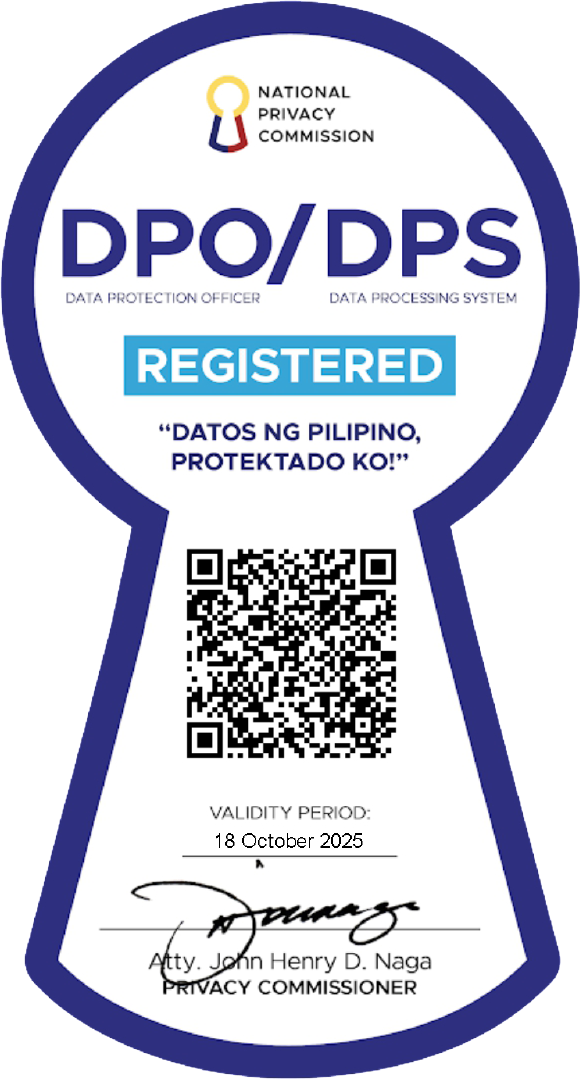 NATIONAL
PRIVACY
COMMISSION
DPO/DPS
DATA PROTECTION OFFICER DATA PROCESSING SYSTEM
REGISTERED
“DATOS NG PILIPINO,
PROTEKTADO KO!”
VALIDITY PERIOD:
18 October 2025
Atty. John Henry D. Naga
PRIVACY COMMISSIONER